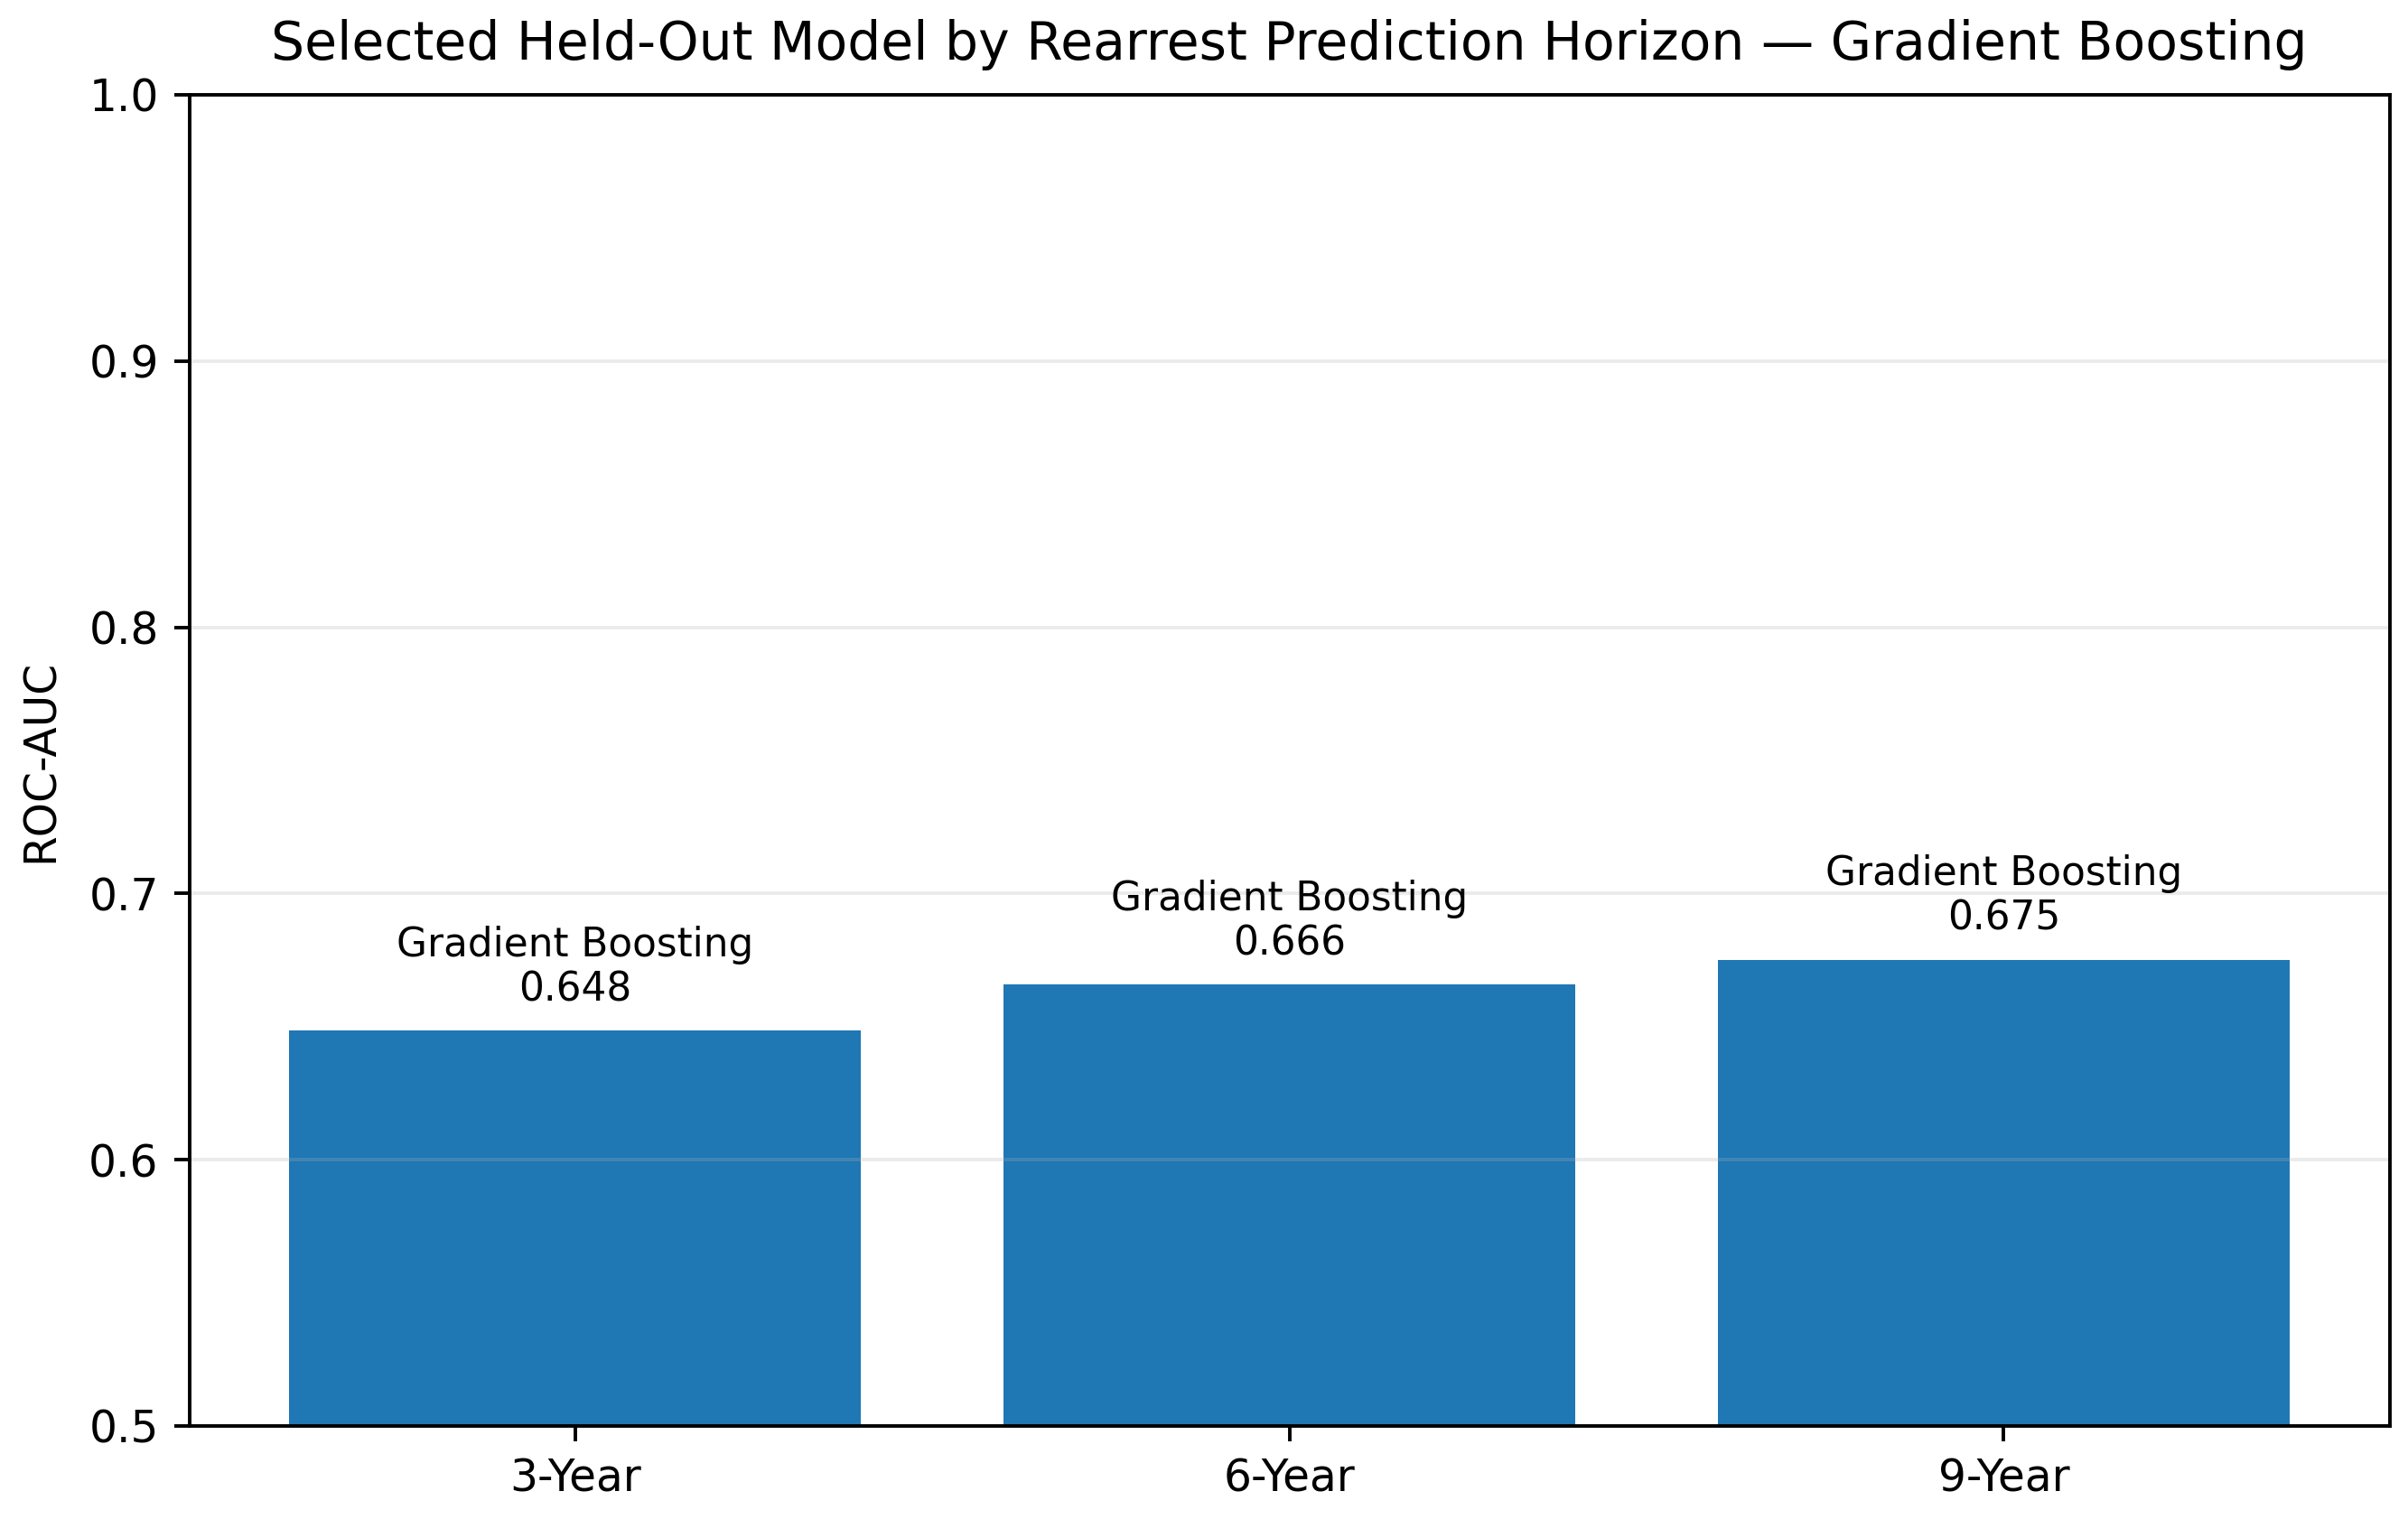 Selected Held-Out Model by Rearrest Prediction Horizon — Gradient Boosting
1.0
0.9
0.8
0.7
0.6
0.5
ROC-AUC
Gradient Boosting
0.648
Gradient Boosting
0.666
Gradient Boosting
0.675
3-Year
6-Year
9-Year